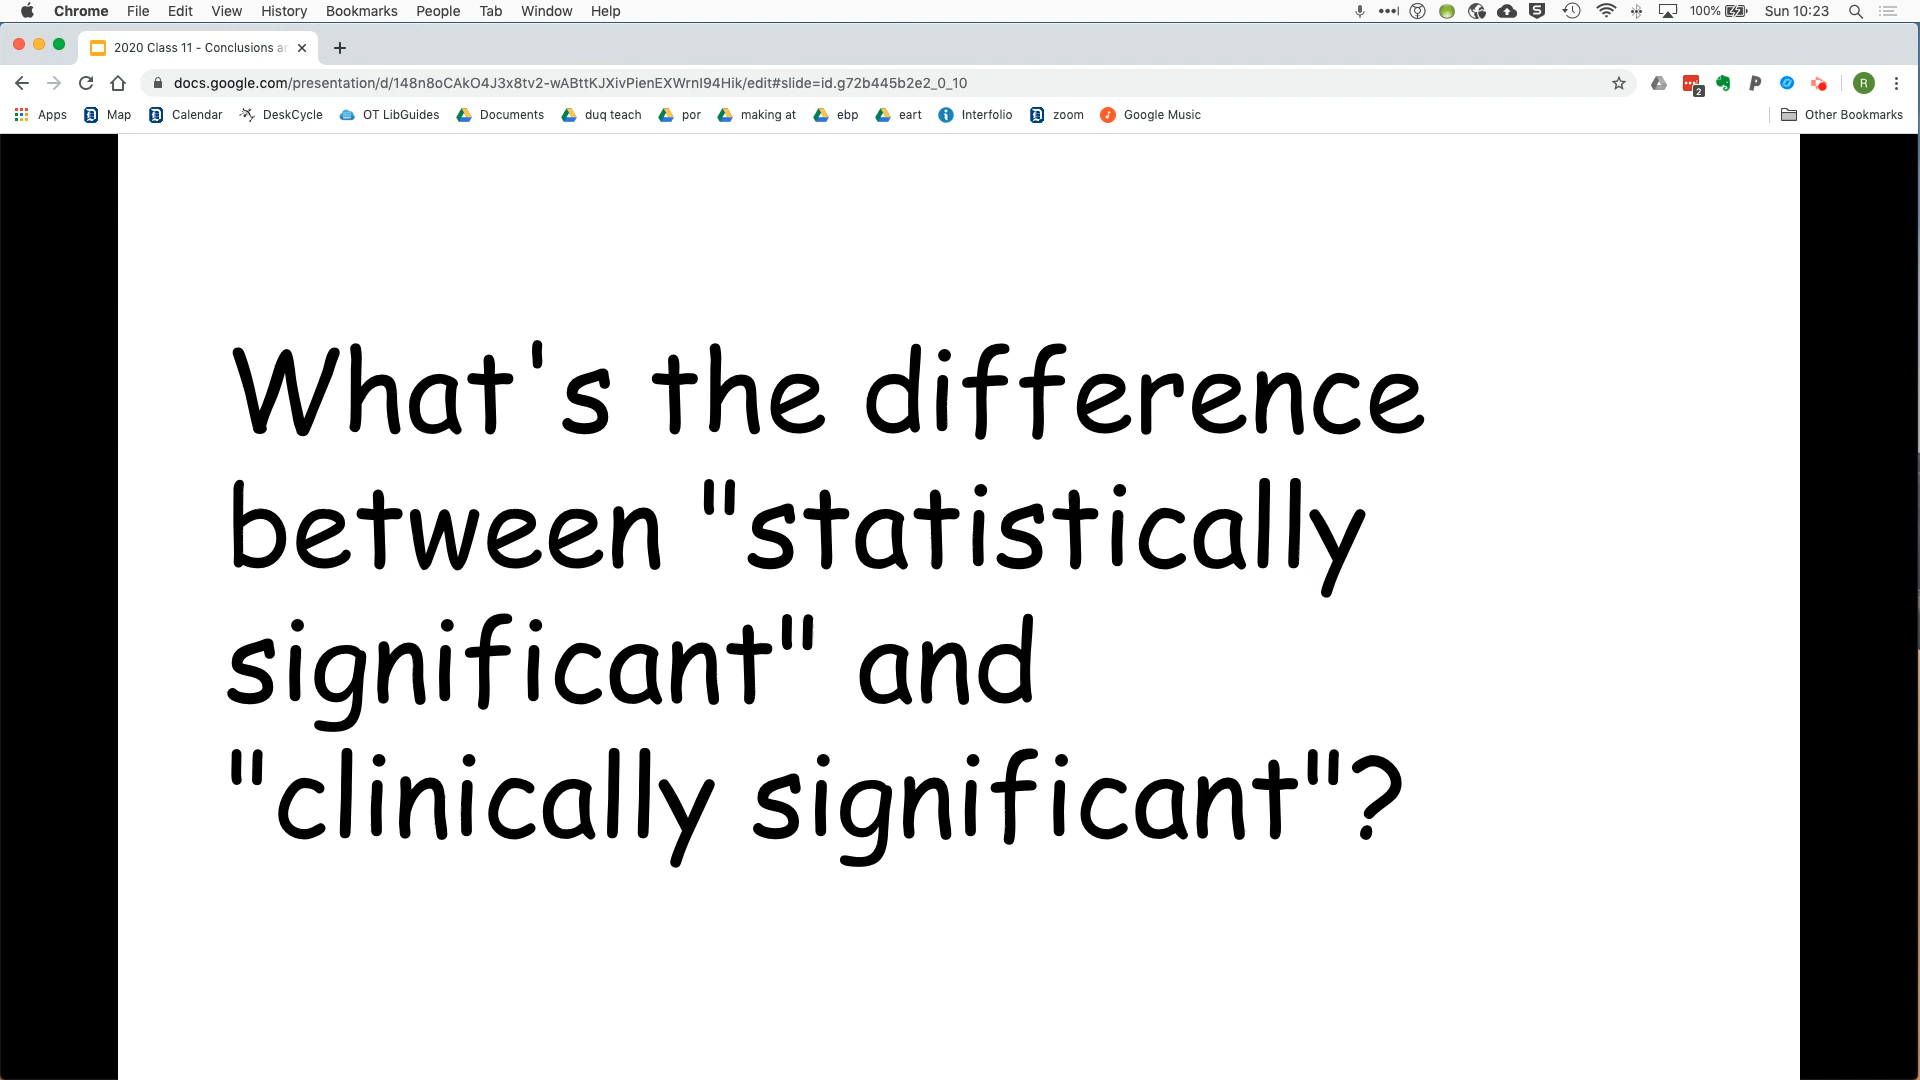 Chrome File Edit View History Bookmarks People Tab Window Help 100% Sun 10:23
2020 Class 11 - Conclusions
docs.google.com/presentation/d/148n8oCAkO4J3x8tv2-wABttKJXivPienEXWrnI94Hik/edit#slide=id.g72b445b2e2_0_10 2 R
Apps Map Calendar DeskCycle OT LibGuides Documents duq teach por making at ebp eart Interfolio zoom Google Music Other Bookmarks
What's the difference
between "statistically
significant" and
"clinically significant"?